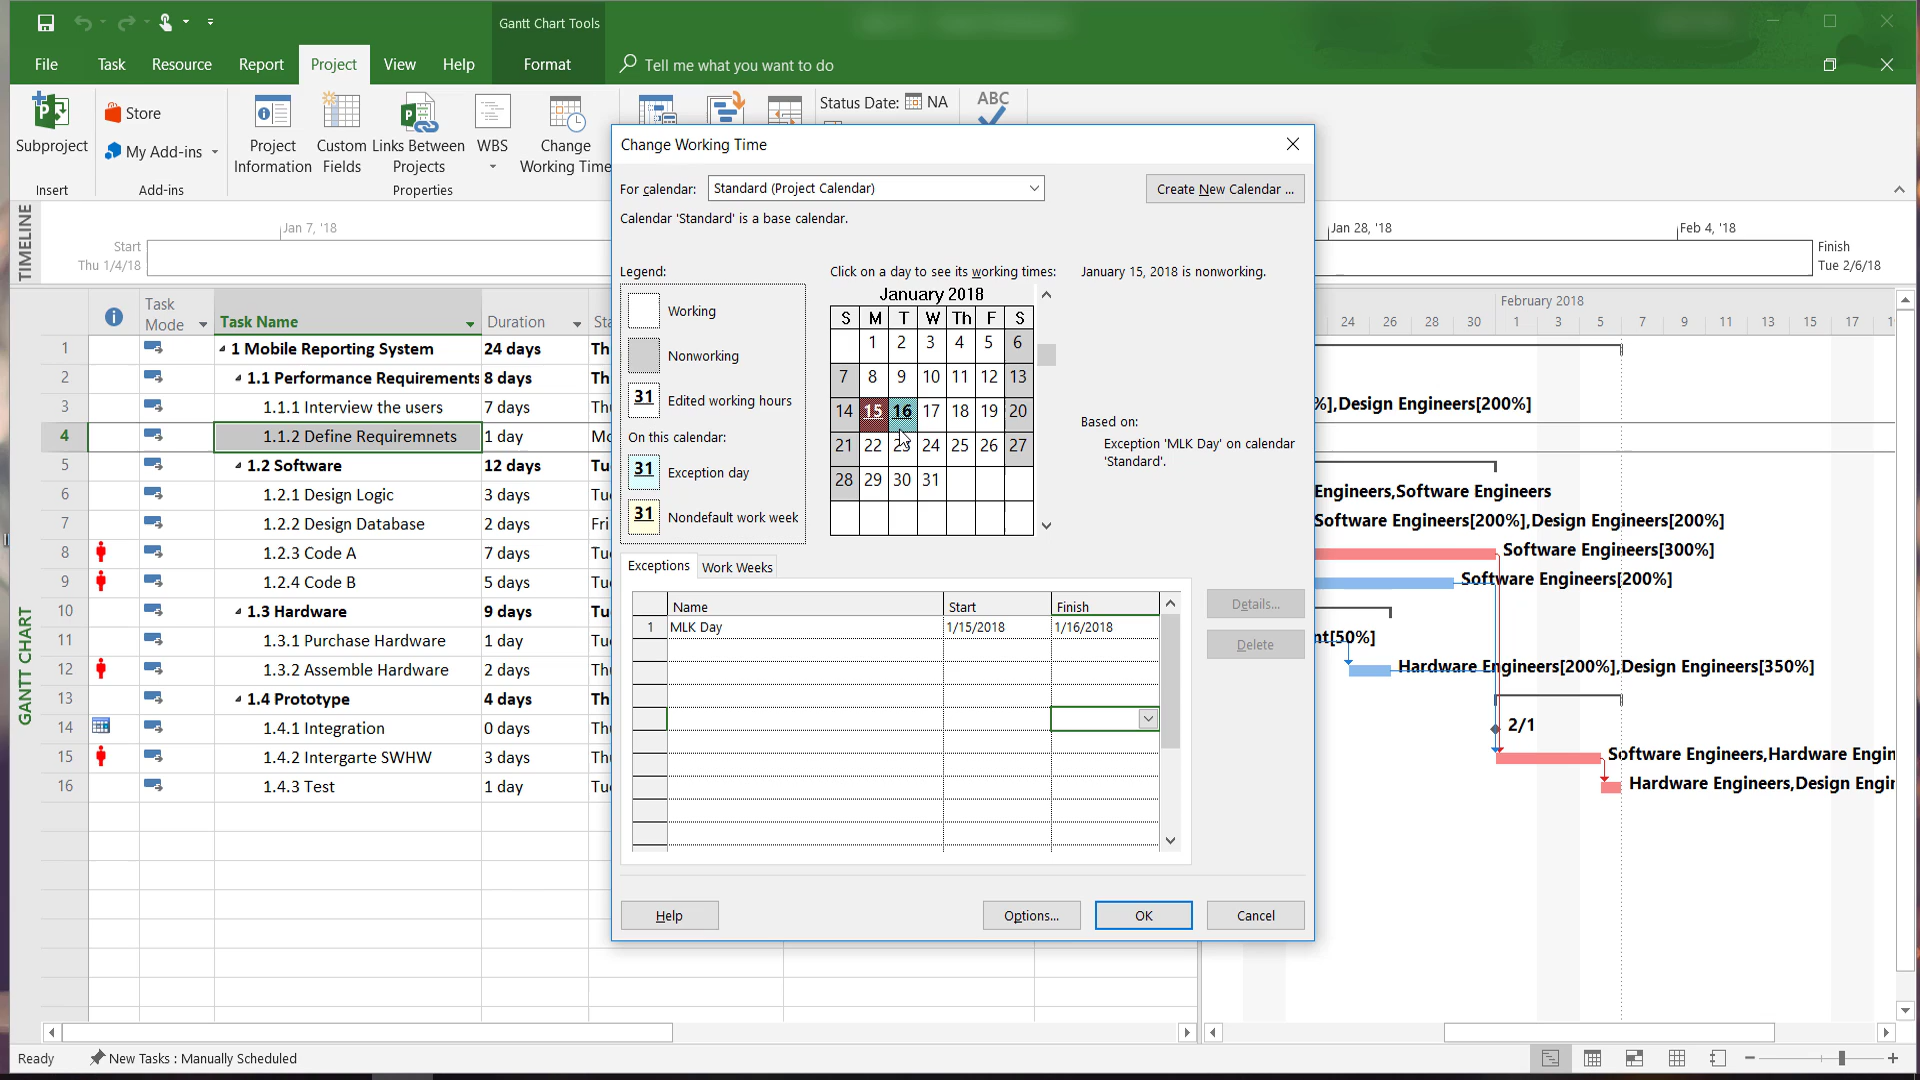 Gantt Chart Tools
File
Task
Resource
Report
Project
View
Help
Format
Tell me what you want to do
Subproject
Insert
Store
My Add-ins
Add-ins
Project
Information
Custom
Fields
Links Between
Projects
WBS
Change
Working Time
Properties
Status Date:
NA
ABC
TIMELINE
Jan 7, '18
Start
Thu 1/4/18
Jan 28, '18
Feb 4, '18
Finish
Tue 2/6/18
GANTT CHART
Task
Mode
Task Name
Duration
Sta
1 1 Mobile Reporting System 24 days Th
2 1.1 Performance Requirements 8 days Th
3 1.1.1 Interview the users 7 days Thu
4 1.1.2 Define Requiremnets 1 day Mo
5 1.2 Software 12 days Tu
6 1.2.1 Design Logic 3 days Tue
7 1.2.2 Design Database 2 days Fri
8 1.2.3 Code A 7 days Tue
9 1.2.4 Code B 5 days Tue
10 1.3 Hardware 9 days Tu
11 1.3.1 Purchase Hardware 1 day Tue
12 1.3.2 Assemble Hardware 2 days Tue
13 1.4 Prototype 4 days Th
14 1.4.1 Integration 0 days Thu
15 1.4.2 Intergarte SWHW 3 days Thu
16 1.4.3 Test 1 day Tue
Change Working Time
For calendar:
Standard (Project Calendar)
Create New Calendar ...
Calendar 'Standard' is a base calendar.
Legend:
Working
Nonworking
31 Edited working hours
On this calendar:
31 Exception day
31 Nondefault work week
Click on a day to see its working times:
January 2018
S M T W Th F S
1 2 3 4 5 6
7 8 9 10 11 12 13
14 15 16 17 18 19 20
21 22 23 24 25 26 27
28 29 30 31
January 15, 2018 is nonworking.
Based on:
Exception 'MLK Day' on calendar
'Standard'.
Exceptions
Work Weeks
Name Start Finish
1 MLK Day 1/15/2018 1/16/2018
Details...
Delete
Help
Options...
OK
Cancel
February 2018
24 26 28 30 1 3 5 7 9 11 13 15 17 1
%],Design Engineers[200%]
Engineers,Software Engineers
Software Engineers[200%],Design Engineers[200%]
Software Engineers[300%]
Software Engineers[200%]
nt[50%]
Hardware Engineers[200%],Design Engineers[350%]
2/1
Software Engineers,Hardware Engin
Hardware Engineers,Design Engir
Ready
New Tasks : Manually Scheduled